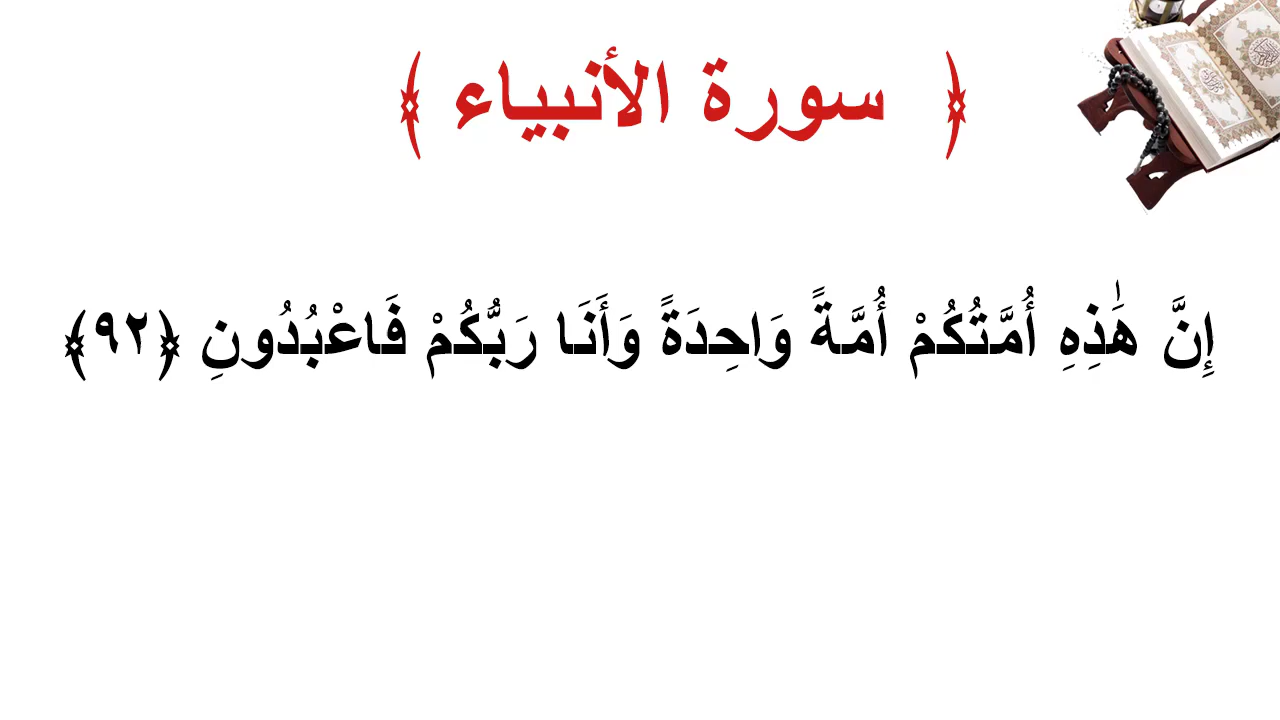 ﴿ سورة الأنبياء ﴾
إِنَّ هَٰذِهِ أُمَّتُكُمْ أُمَّةً وَاحِدَةً وَأَنَا رَبُّكُمْ فَاعْبُدُونِ ﴿٩٢﴾